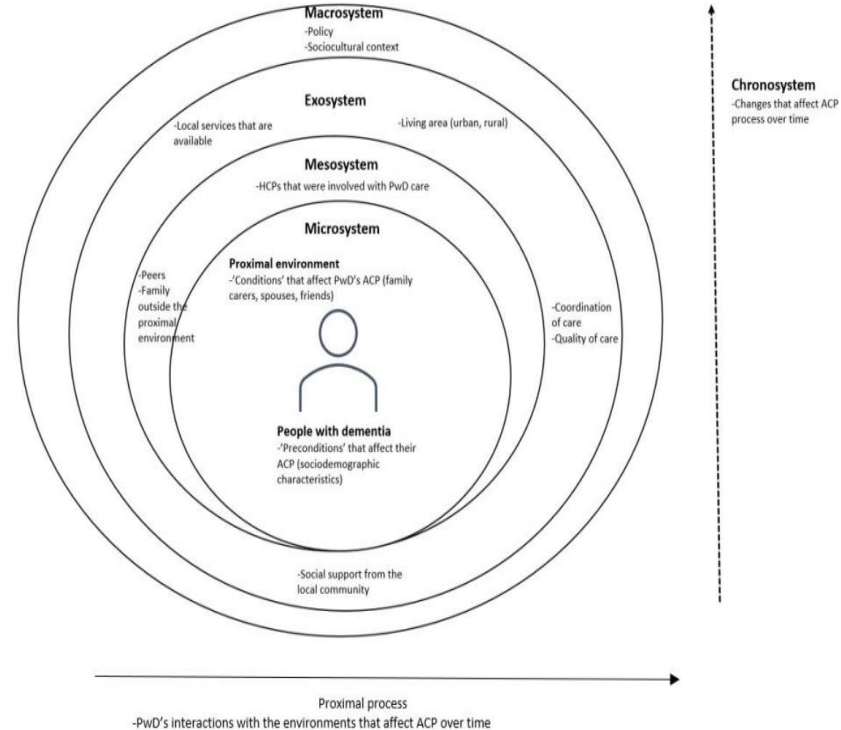 Macrosystem
-Policy
-Sociocultural context
Chronosystem
-Changes that affect ACP
process over time
Exosystem
-Local services that are
available
-Living area (urban, rural)
Mesosystem
-HCPs that were involved with PwD care
Microsystem
Proximal environment
-'Conditions' that affect PwD's ACP (family
carers, spouses, friends)
-Peers
-Family
outside the
proximal
environment
-Coordination
of care
-Quality of care
People with dementia
-'Preconditions' that affect their
ACP (sociodemographic
characteristics)
-Social support from the
local community
Proximal process
-PwD's interactions with the environments that affect ACP over time